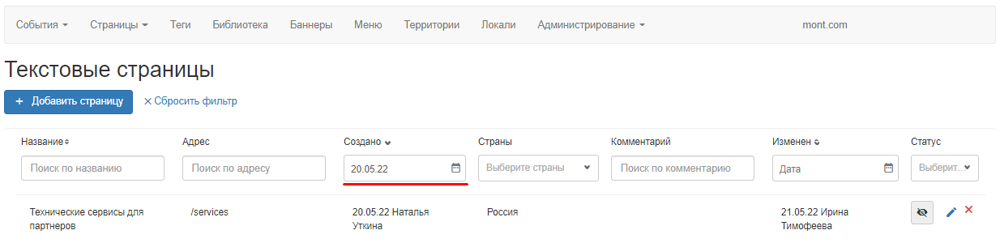 События Страницы Теги Библиотека Баннеры Меню Территории Локали Администрирование mont.com
Текстовые страницы
+ Добавить страницу × Сбросить фильтр
Название Адрес Создано Страны Комментарий Изменен Статус
Поиск по названию Поиск по адресу 20.05.22 Выберите страны Поиск по комментарию Дата Выберит...
Технические сервисы для /services 20.05.22 Наталья Россия 21.05.22 Ирина
партнеров Уткина Тимофеева